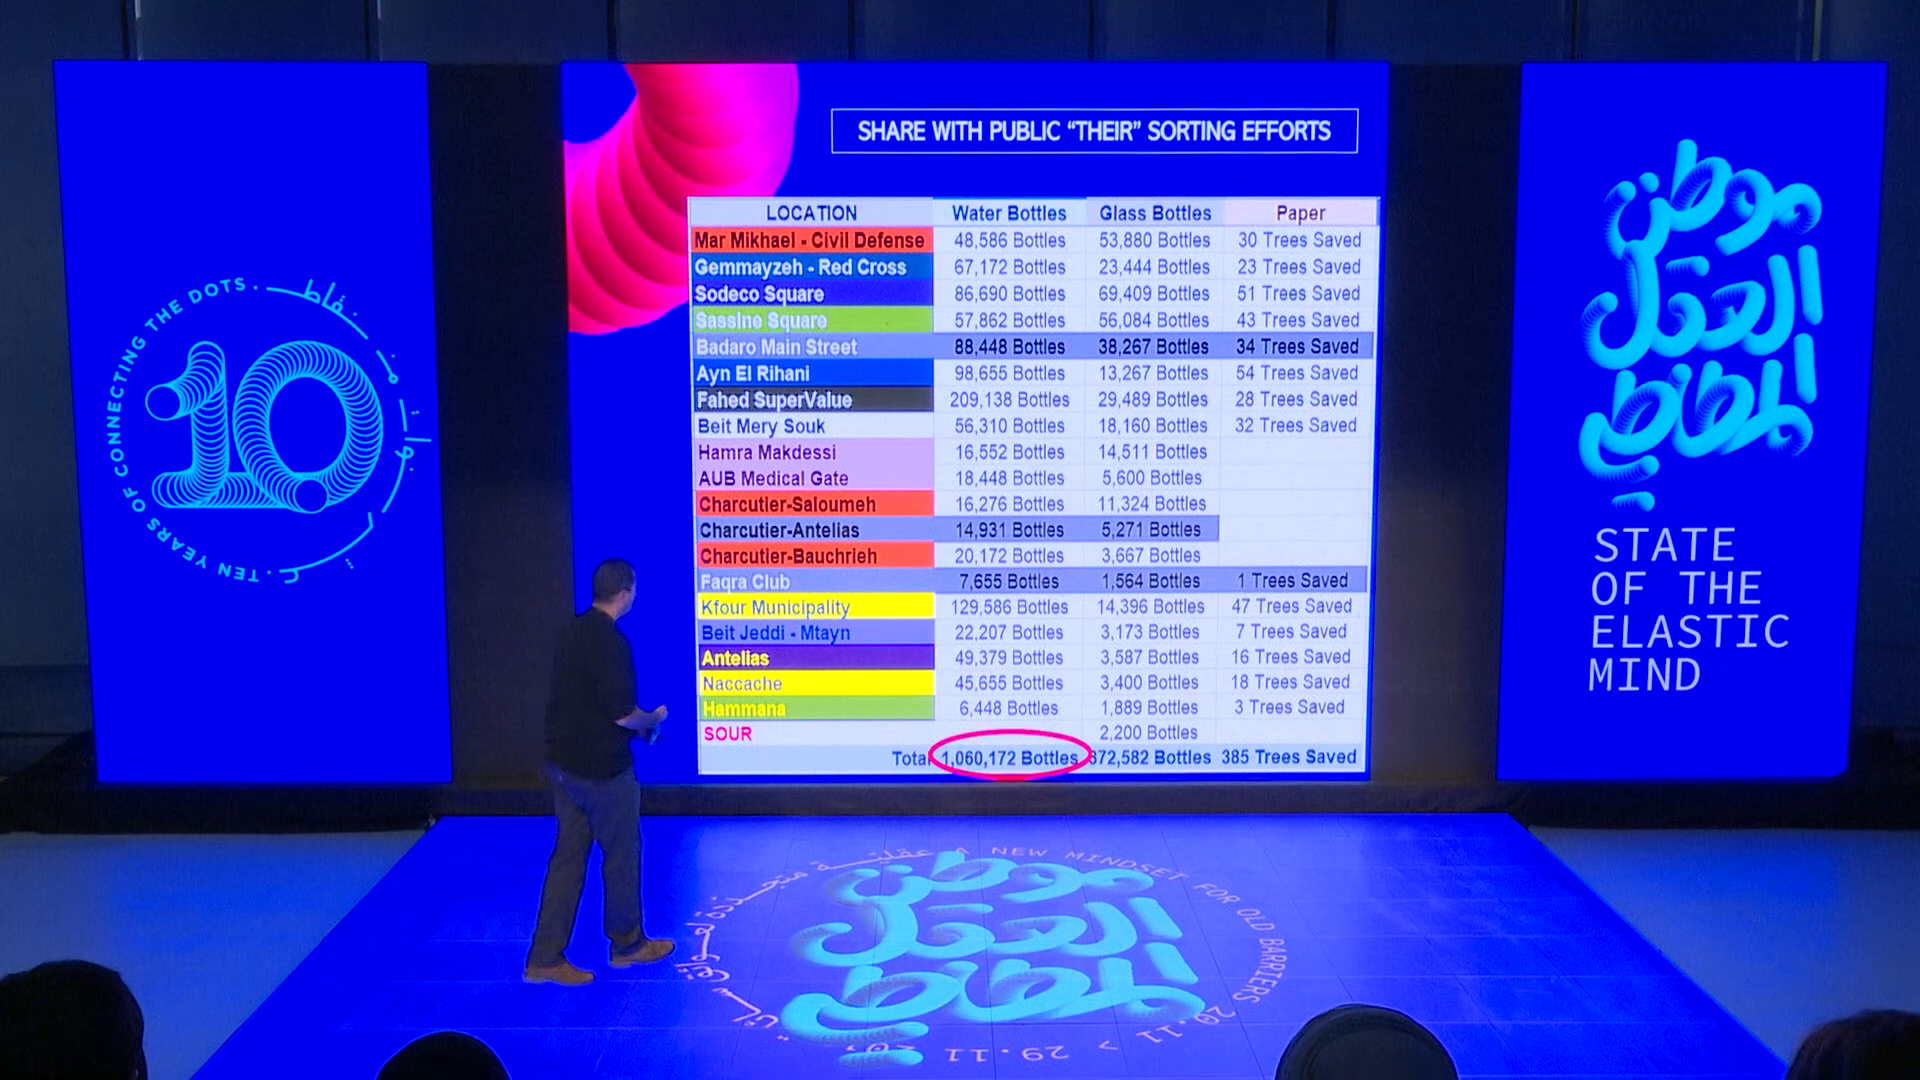 TEN YEARS OF CONNECTING THE DOTS.
10
SHARE WITH PUBLIC “THEIR” SORTING EFFORTS
LOCATION Water Bottles Glass Bottles Paper
Mar Mikhael - Civil Defense 48,586 Bottles 53,880 Bottles 30 Trees Saved
Gemmayzeh - Red Cross 67,172 Bottles 23,444 Bottles 23 Trees Saved
Sodeco Square 86,690 Bottles 69,409 Bottles 51 Trees Saved
Sassine Square 57,862 Bottles 56,084 Bottles 43 Trees Saved
Badaro Main Street 88,448 Bottles 38,267 Bottles 34 Trees Saved
Ayn El Rihani 98,655 Bottles 13,267 Bottles 54 Trees Saved
Fahed SuperValue 209,138 Bottles 29,489 Bottles 28 Trees Saved
Beit Mery Souk 56,310 Bottles 18,160 Bottles 32 Trees Saved
Hamra Makdessi 16,552 Bottles 14,511 Bottles
AUB Medical Gate 18,448 Bottles 5,600 Bottles
Charcutier-Saloumeh 16,276 Bottles 11,324 Bottles
Charcutier-Antelias 14,931 Bottles 5,271 Bottles
Charcutier-Bauchrieh 20,172 Bottles 3,667 Bottles
Faqra Club 7,655 Bottles 1,564 Bottles 1 Trees Saved
Kfour Municipality 129,586 Bottles 14,396 Bottles 47 Trees Saved
Beit Jeddi - Mtayn 22,207 Bottles 3,173 Bottles 7 Trees Saved
Antelias 49,379 Bottles 3,587 Bottles 16 Trees Saved
Naccache 45,655 Bottles 3,400 Bottles 18 Trees Saved
Hammana 6,448 Bottles 1,889 Bottles 3 Trees Saved
SOUR 2,200 Bottles
Total 1,060,172 Bottles 372,582 Bottles 385 Trees Saved
موطن
العقل
المطاطي
STATE
OF THE
ELASTIC
MIND
A NEW MINDSET FOR OLD BARRIERS
موطن
العقل
المطاطي
20.11 > 29.11